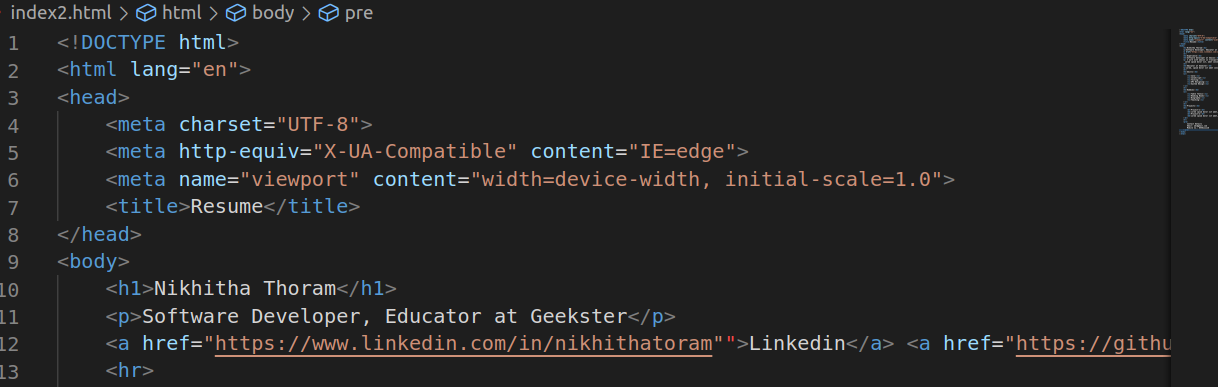 index2.html > html > body > pre
1 <!DOCTYPE html>
2 <html lang="en">
3 <head>
4 <meta charset="UTF-8">
5 <meta http-equiv="X-UA-Compatible" content="IE=edge">
6 <meta name="viewport" content="width=device-width, initial-scale=1.0">
7 <title>Resume</title>
8 </head>
9 <body>
10 <h1>Nikhitha Thoram</h1>
11 <p>Software Developer, Educator at Geekster</p>
12 <a href="https://www.linkedin.com/in/nikhithatoram"">Linkedin</a> <a href="https://githu
13 <hr>